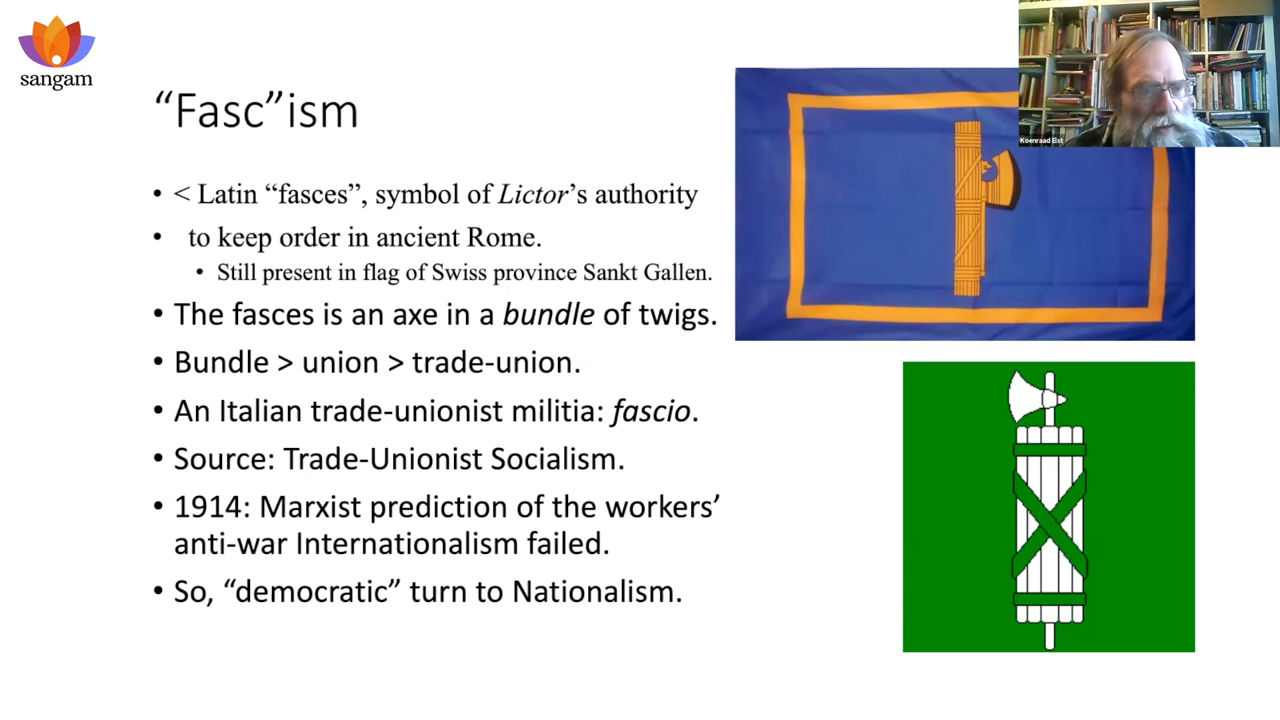 sangam
“Fasc”ism
Koenraad Elst
• < Latin “fasces”, symbol of Lictor’s authority
• to keep order in ancient Rome.
• Still present in flag of Swiss province Sankt Gallen.
• The fasces is an axe in a bundle of twigs.
• Bundle > union > trade-union.
• An Italian trade-unionist militia: fascio.
• Source: Trade-Unionist Socialism.
• 1914: Marxist prediction of the workers’
anti-war Internationalism failed.
• So, “democratic” turn to Nationalism.